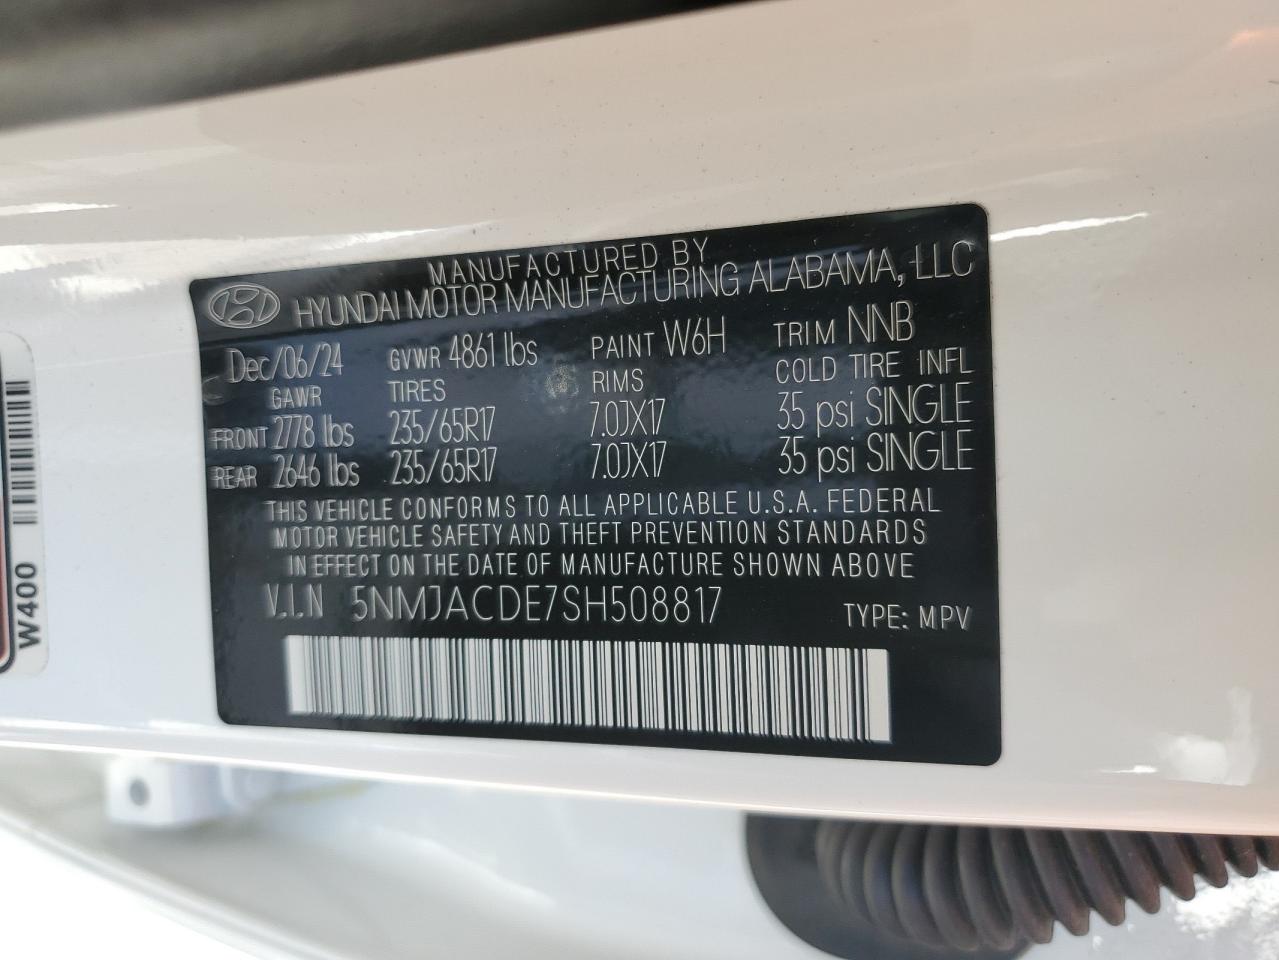 MANUFACTURED BY
HYUNDAI MOTOR MANUFACTURING ALABAMA, LLC
Dec/06/24 GVWR 4861 lbs PAINT W6H TRIM NNB
GAWR TIRES RIMS COLD TIRE INFL
FRONT 2778 lbs 235/65R17 7.0JX17 35 psi SINGLE
REAR 2646 lbs 235/65R17 7.0JX17 35 psi SINGLE
THIS VEHICLE CONFORMS TO ALL APPLICABLE U.S.A. FEDERAL
MOTOR VEHICLE SAFETY AND THEFT PREVENTION STANDARDS
IN EFFECT ON THE DATE OF MANUFACTURE SHOWN ABOVE
V.I.N 5NMJACDE7SH508817 TYPE: MPV
W400